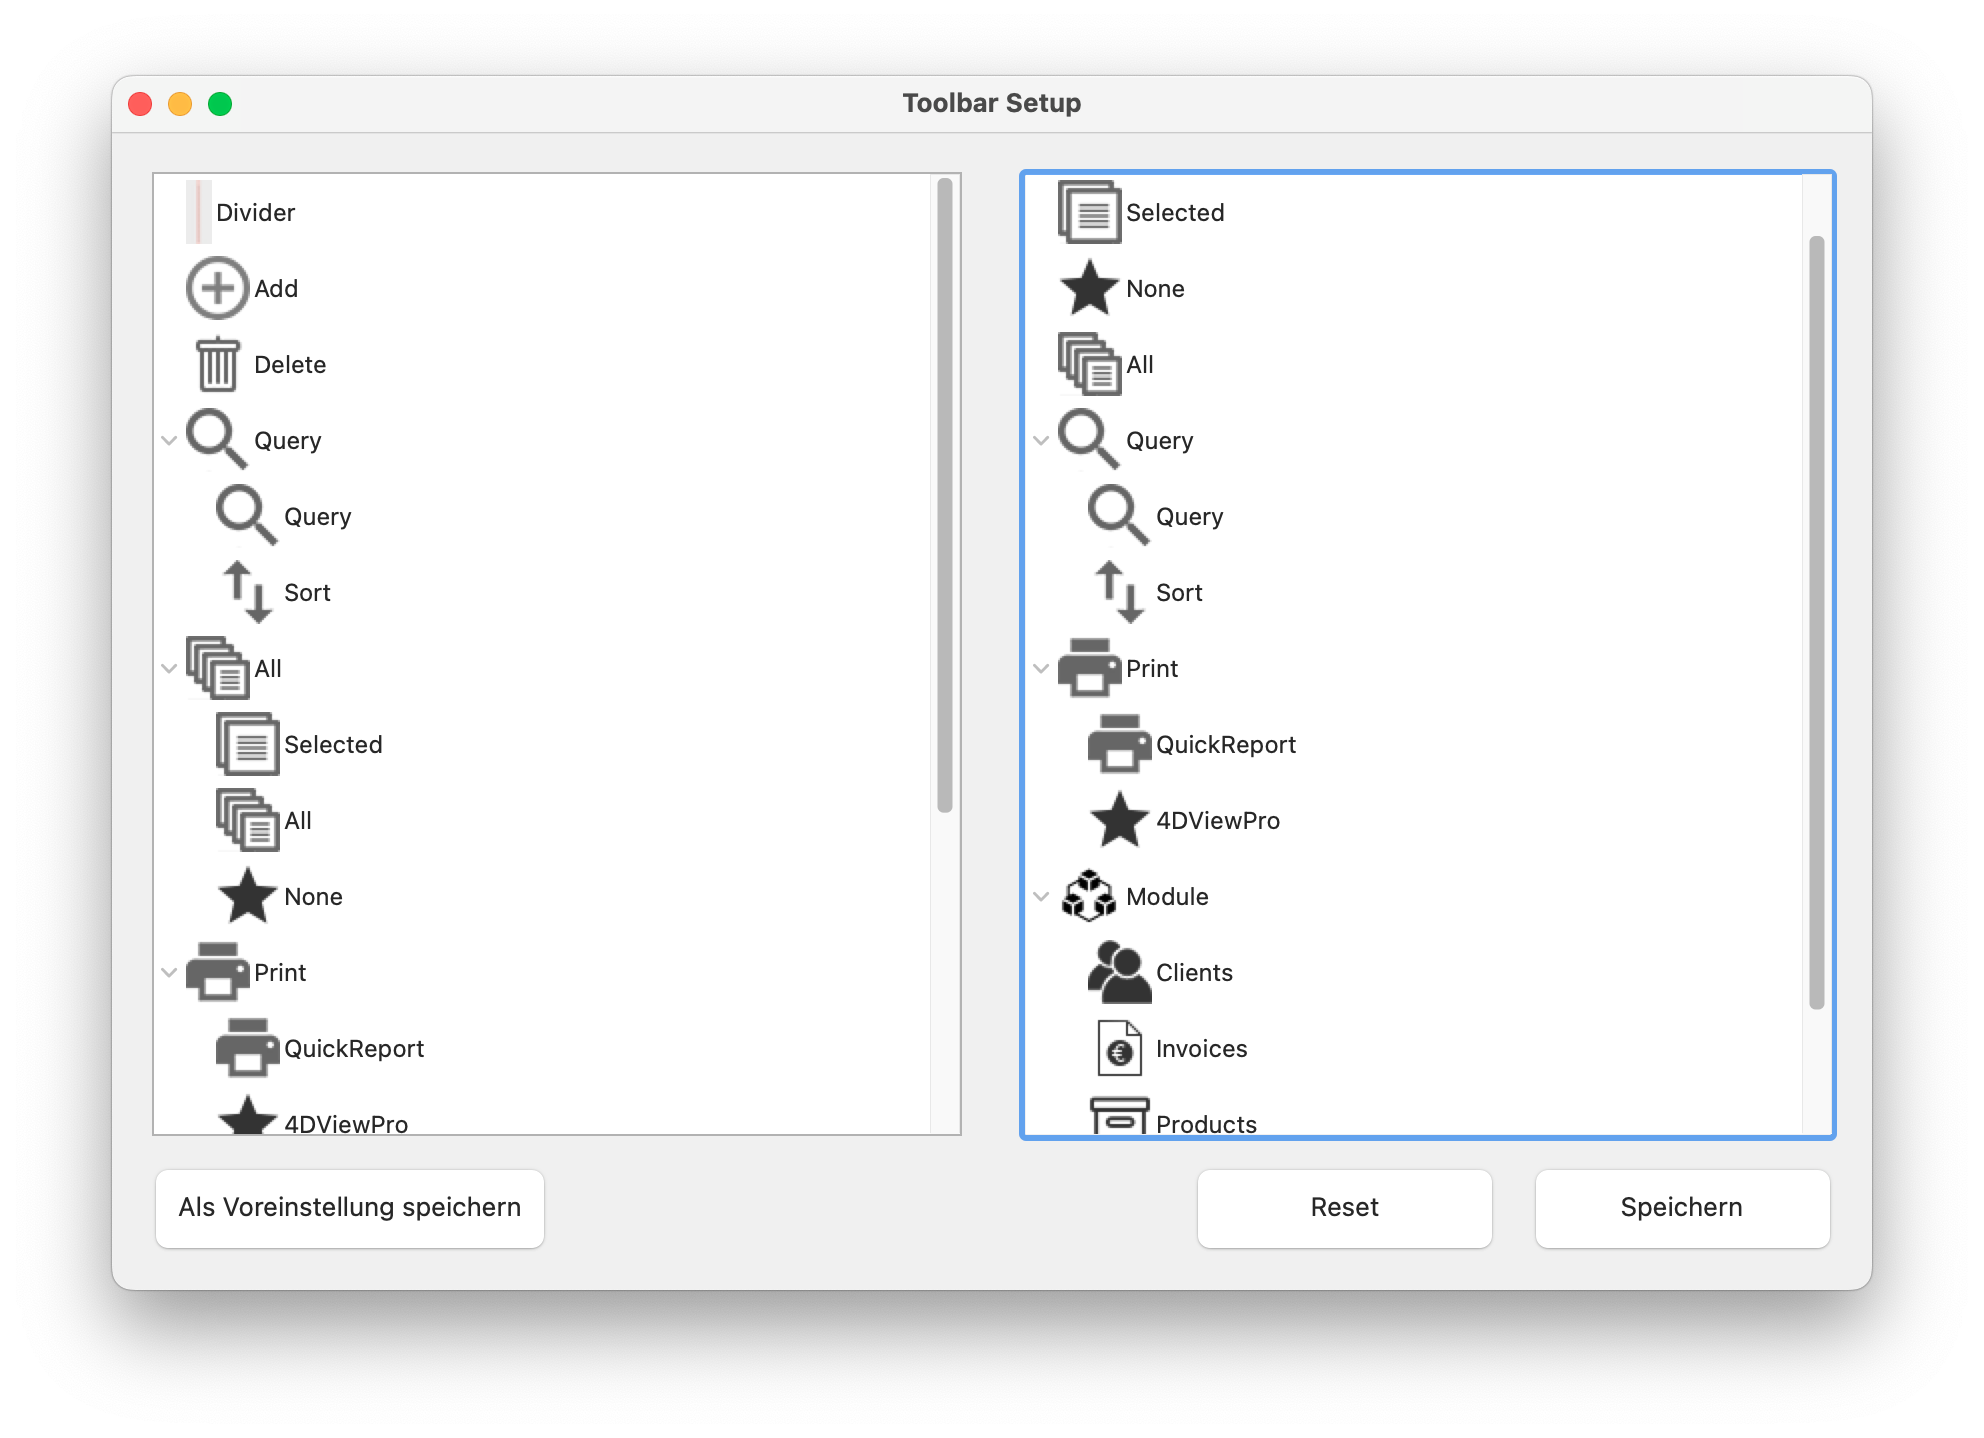 Toolbar Setup
Divider
Add
Delete
Query
Query
Sort
All
Selected
All
None
Print
QuickReport
4DViewPro
Selected
None
All
Query
Query
Sort
Print
QuickReport
4DViewPro
Module
Clients
Invoices
Products
Als Voreinstellung speichern
Reset
Speichern